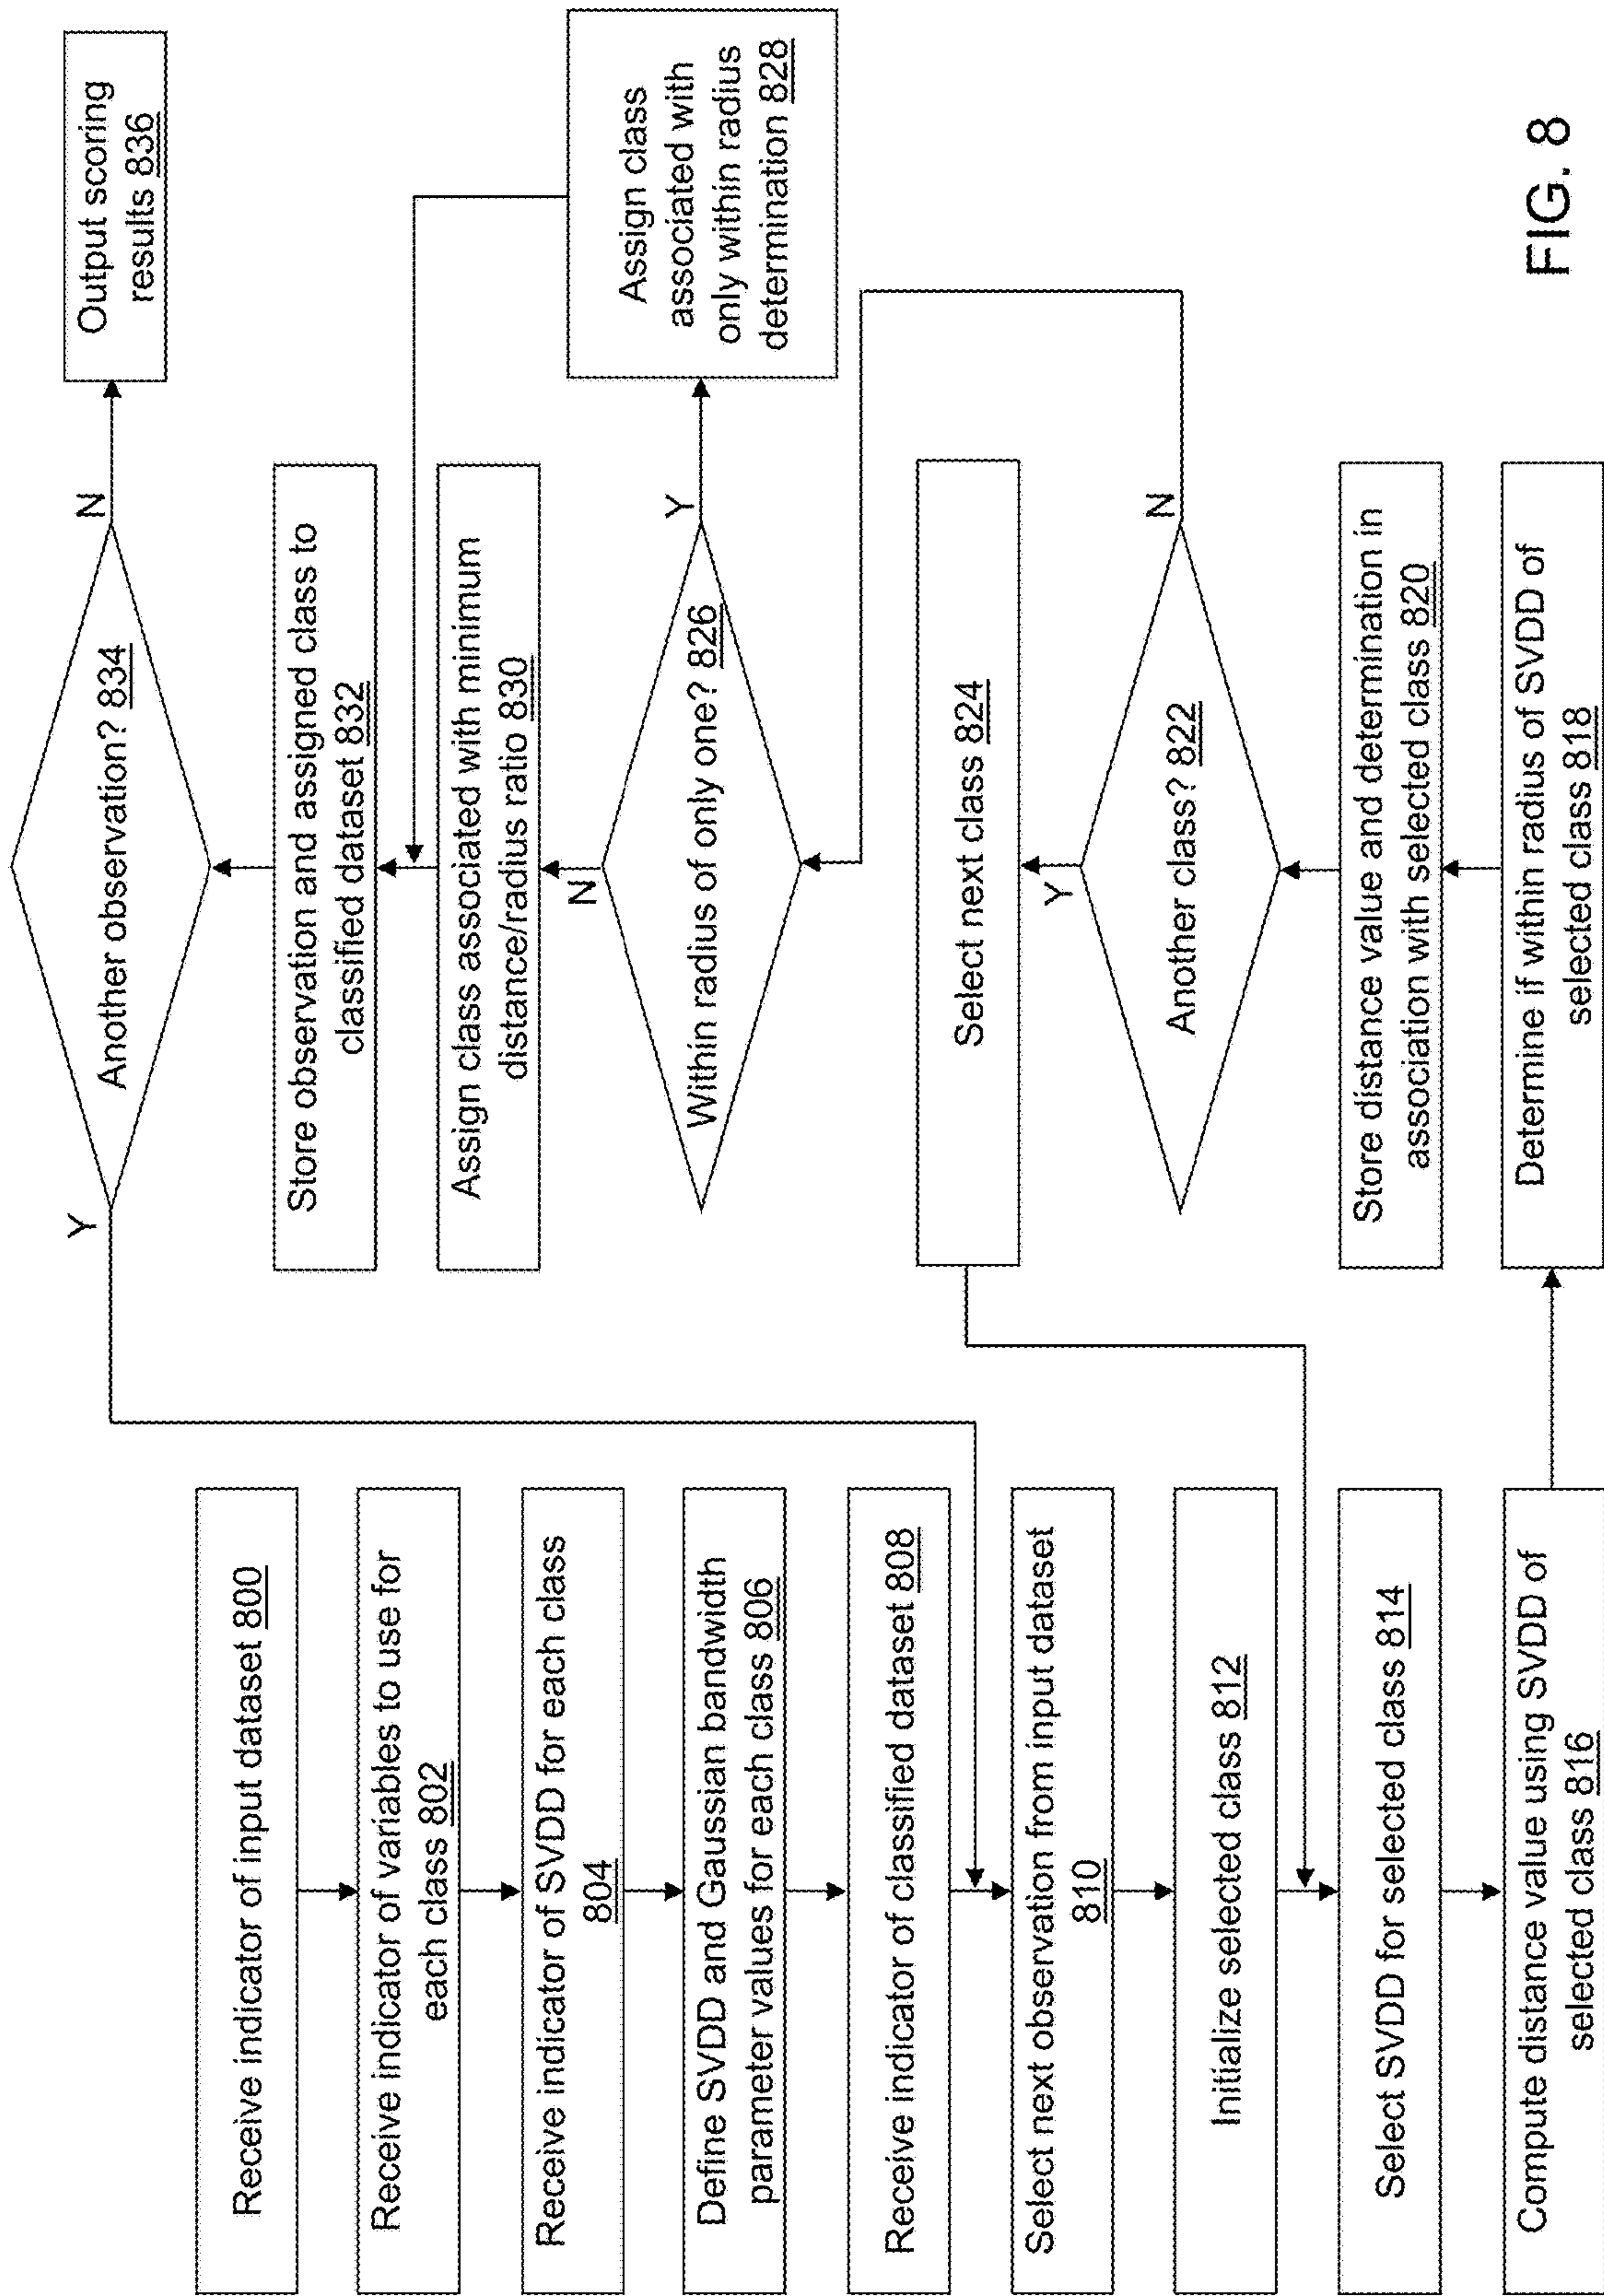 Receive indicator of input dataset 800
Receive indicator of variables to use for
each class 802
Receive indicator of SVDD for each class
804
Define SVDD and Gaussian bandwidth
parameter values for each class 806
Receive indicator of classified dataset 808
Select next observation from input dataset
810
Initialize selected class 812
Select SVDD for selected class 814
Compute distance value using SVDD of
selected class 816
Determine if within radius of SVDD of
selected class 818
Store distance value and determination in
association with selected class 820
Another class? 822
Y
N
Select next class 824
Within radius of only one? 826
Y
N
Assign class
associated with
only within radius
determination 828
Assign class associated with minimum
distance/radius ratio 830
Store observation and assigned class to
classified dataset 832
Another observation? 834
Y
N
Output scoring
results 836
FIG. 8